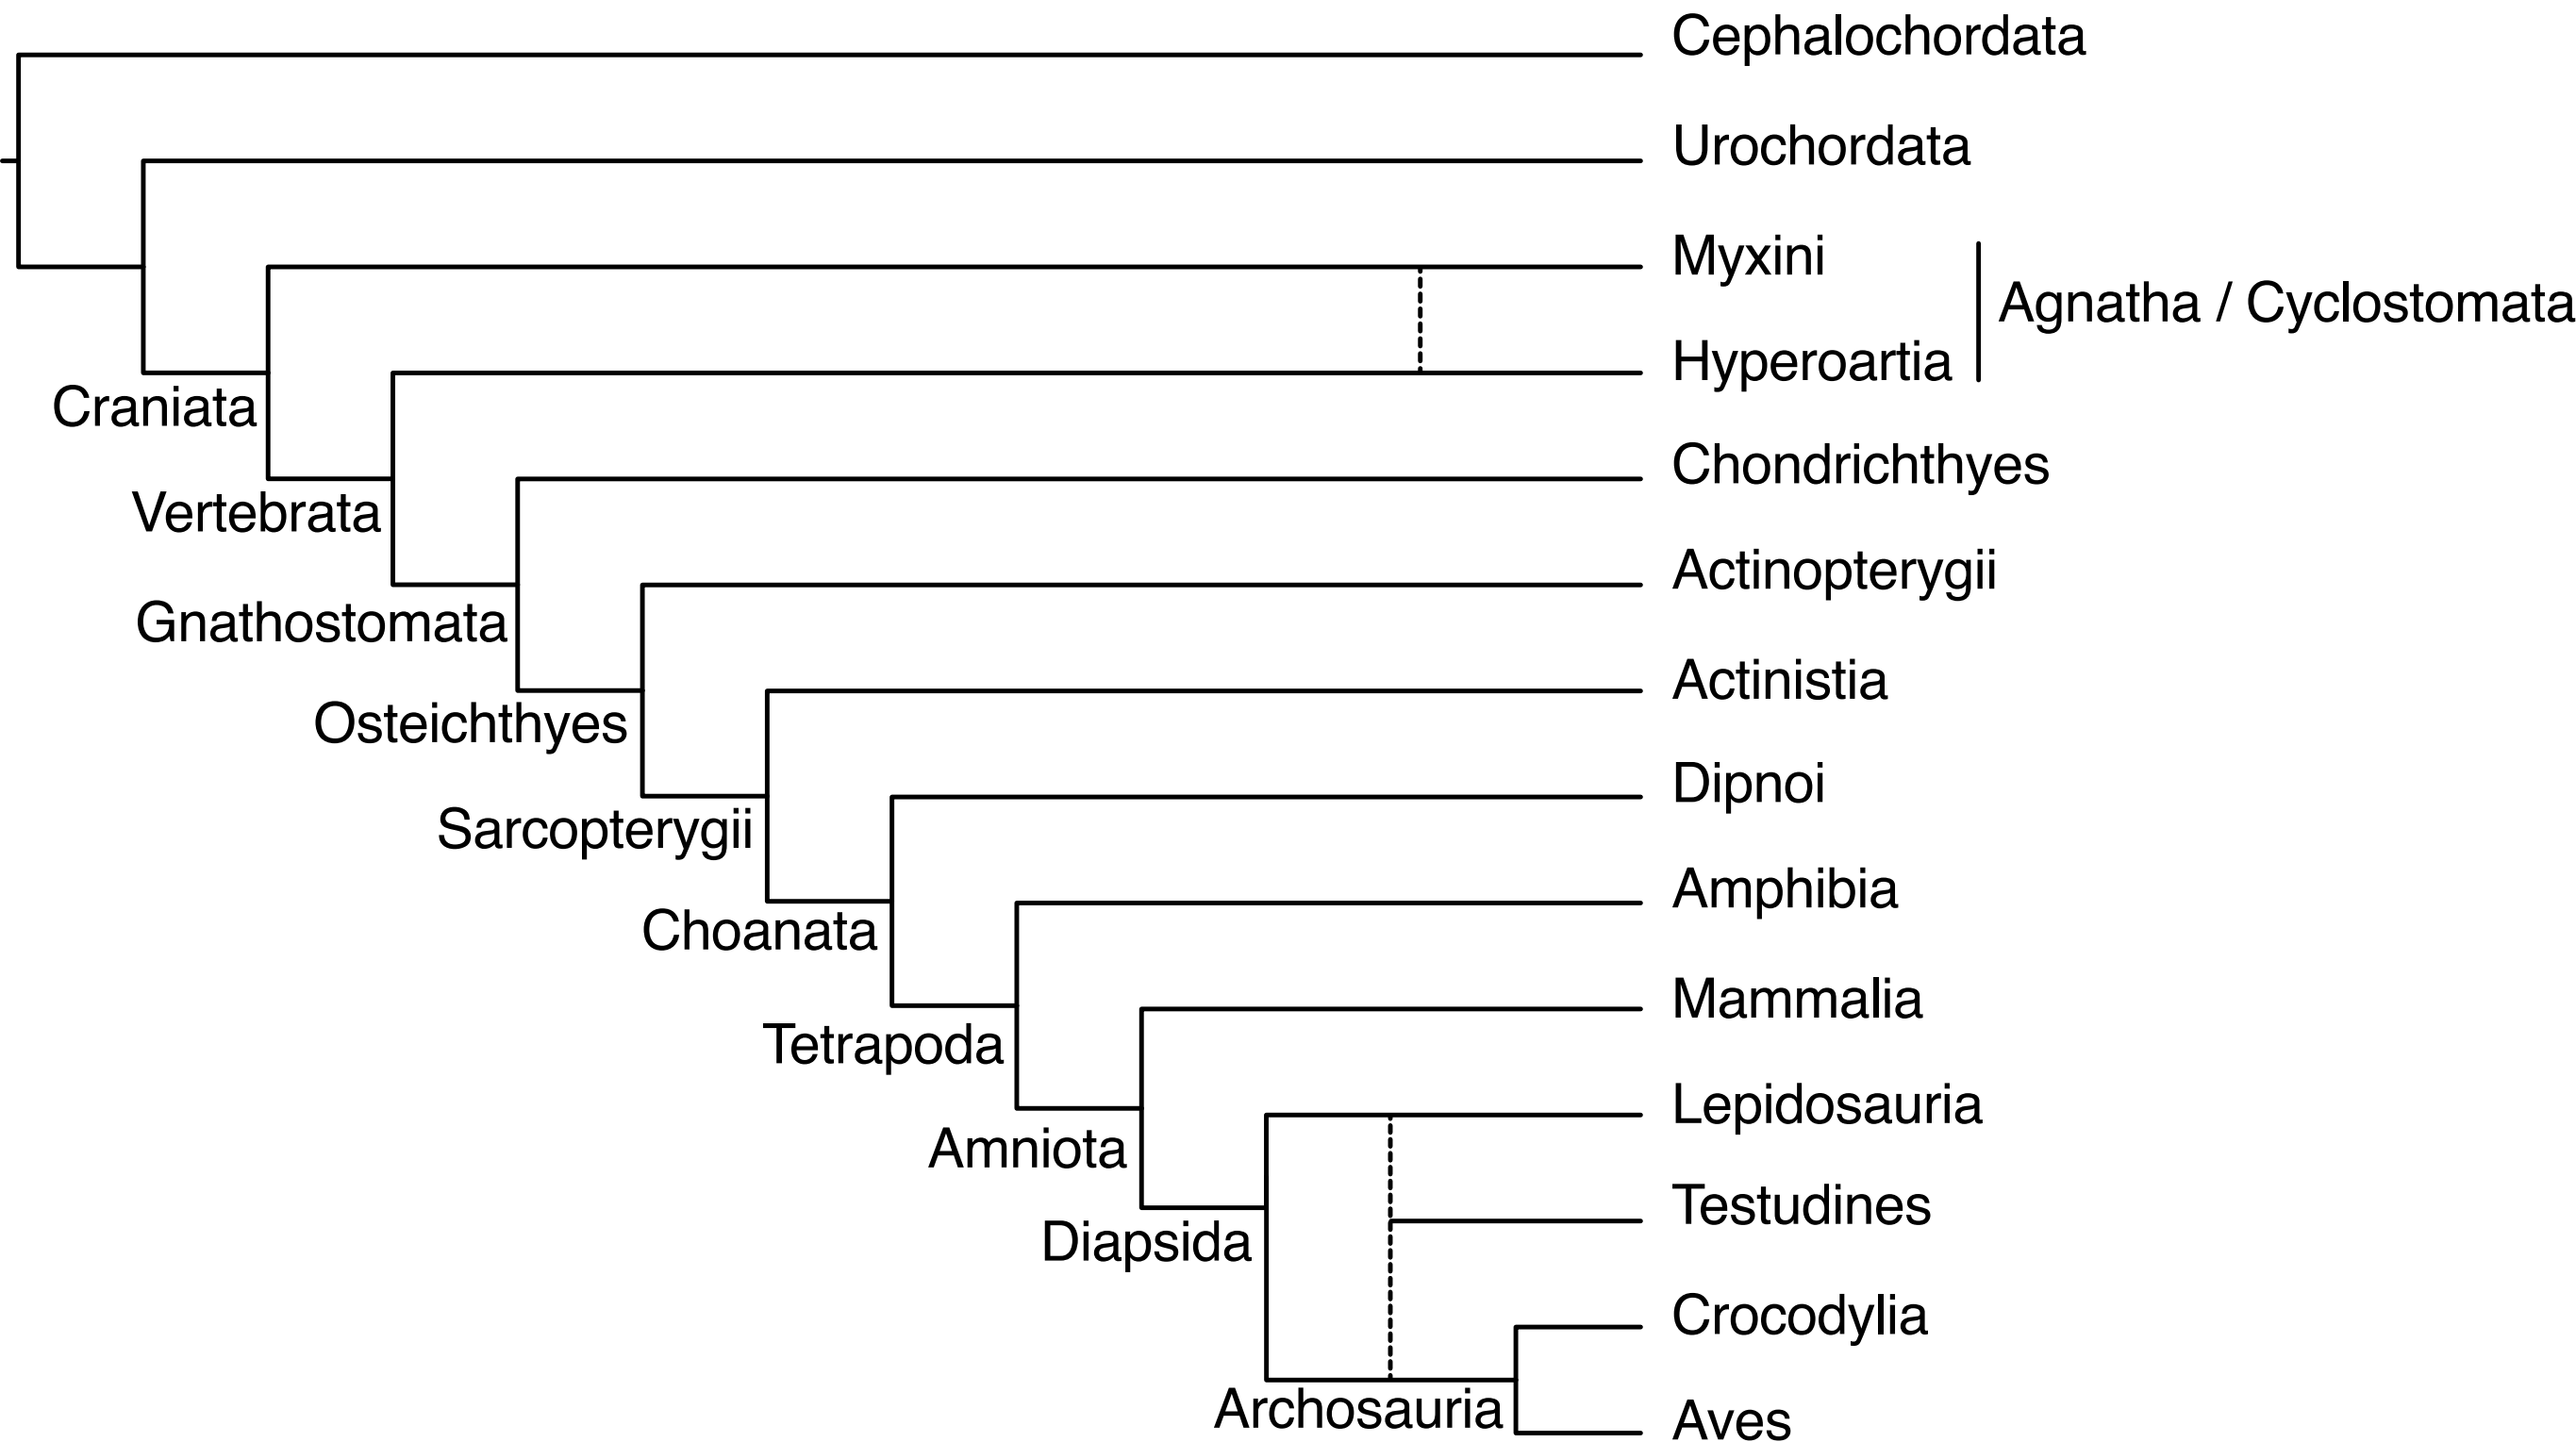 Cephalochordata
Urochordata
Myxini
Agnatha / Cyclostomata
Hyperoartia
Craniata
Chondrichthyes
Vertebrata
Actinopterygii
Gnathostomata
Actinistia
Osteichthyes
Dipnoi
Sarcopterygii
Amphibia
Choanata
Mammalia
Tetrapoda
Lepidosauria
Amniota
Testudines
Diapsida
Crocodylia
Archosauria
Aves